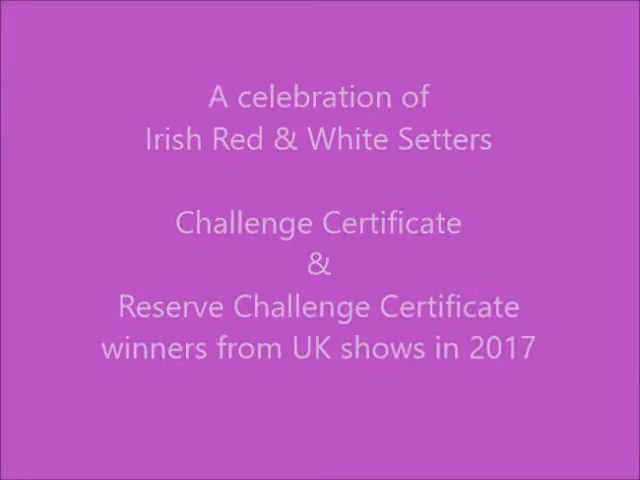 A celebration of
Irish Red & White Setters
Challenge Certificate
&
Reserve Challenge Certificate
winners from UK shows in 2017